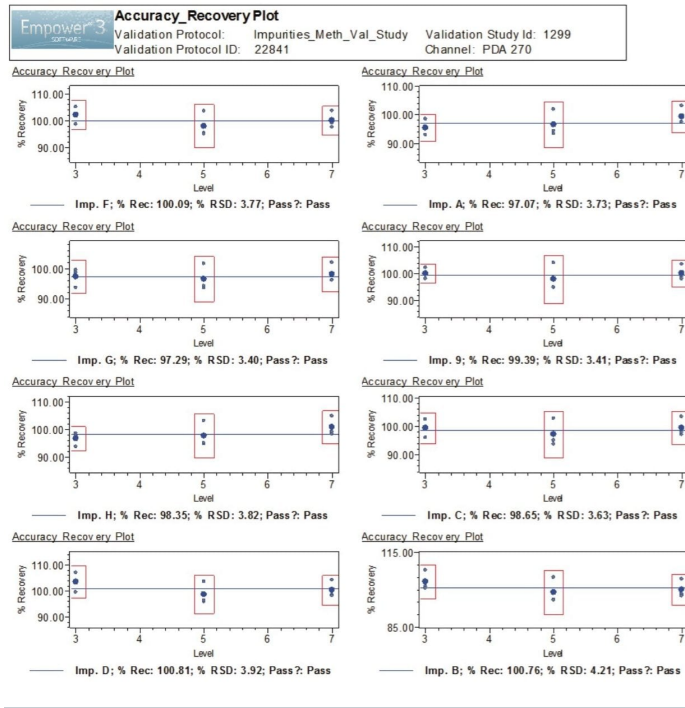 Empower 3
SOFTWARE
Accuracy_Recovery Plot
Validation Protocol: Impurities_Meth_Val_Study Validation Study Id: 1299
Validation Protocol ID: 22841 Channel: PDA 270
Accuracy Recovery Plot
110.00
100.00
90.00
% Recovery
3 4 5 6 7
Level
Imp. F; % Rec: 100.09; % RSD: 3.77; Pass?: Pass
Accuracy Recovery Plot
110.00
100.00
90.00
% Recovery
3 4 5 6 7
Level
Imp. A; % Rec: 97.07; % RSD: 3.73; Pass?: Pass
Accuracy Recovery Plot
100.00
90.00
% Recovery
3 4 5 6 7
Level
Imp. G; % Rec: 97.29; % RSD: 3.40; Pass?: Pass
Accuracy Recovery Plot
110.00
100.00
90.00
% Recovery
3 4 5 6 7
Level
Imp. 9; % Rec: 99.39; % RSD: 3.41; Pass?: Pass
Accuracy Recovery Plot
110.00
100.00
90.00
% Recovery
3 4 5 6 7
Level
Imp. H; % Rec: 98.35; % RSD: 3.82; Pass?: Pass
Accuracy Recovery Plot
110.00
100.00
90.00
% Recovery
3 4 5 6 7
Level
Imp. C; % Rec: 98.65; % RSD: 3.63; Pass?: Pass
Accuracy Recovery Plot
110.00
100.00
90.00
% Recovery
3 4 5 6 7
Level
Imp. D; % Rec: 100.81; % RSD: 3.92; Pass?: Pass
Accuracy Recovery Plot
115.00
85.00
% Recovery
3 4 5 6 7
Level
Imp. B; % Rec: 100.76; % RSD: 4.21; Pass?: Pass